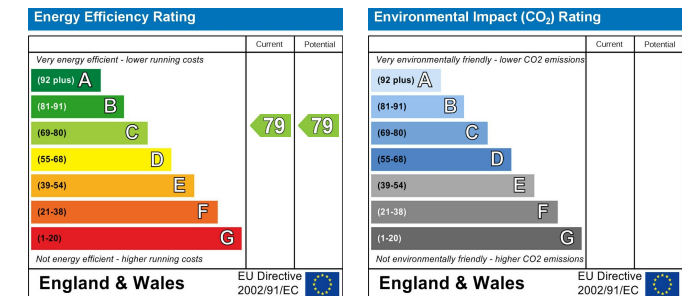 Energy Efficiency Rating
Current Potential
Very energy efficient - lower running costs
(92 plus) A
(81-91) B
(69-80) C
79 79
(55-68) D
(39-54) E
(21-38) F
(1-20) G
Not energy efficient - higher running costs
England & Wales
EU Directive
2002/91/EC
Environmental Impact (CO₂) Rating
Current Potential
Very environmentally friendly - lower CO2 emissions
(92 plus) A
(81-91) B
(69-80) C
(55-68) D
(39-54) E
(21-38) F
(1-20) G
Not environmentally friendly - higher CO2 emissions
England & Wales
EU Directive
2002/91/EC